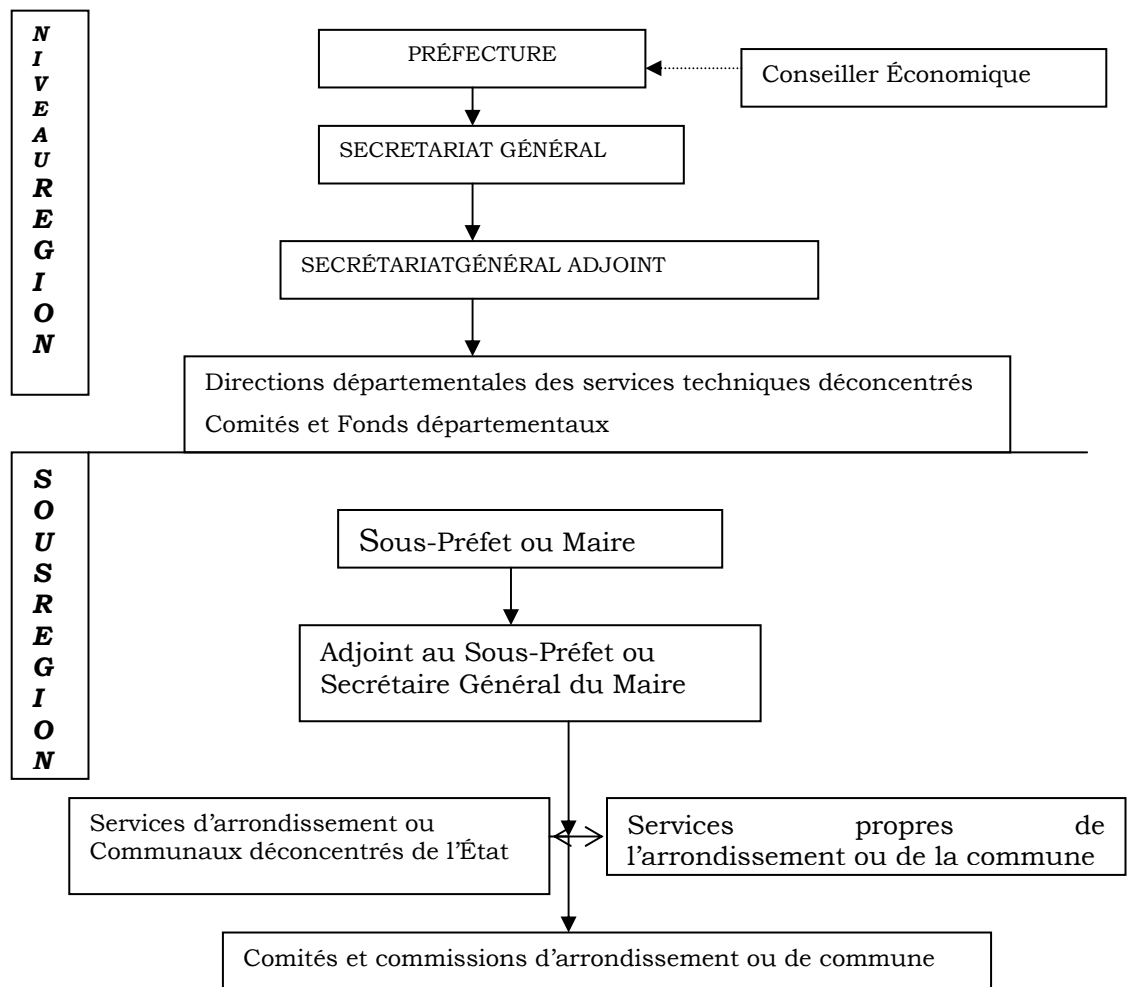 NIVEAUREGION
PRÉFECTURE
Conseiller Économique
SECRETARIAT GÉNÉRAL
SECRÉTARIATGÉNÉRAL ADJOINT
Directions départementales des services techniques déconcentrés
Comités et Fonds départementaux
SOUSREGION
Sous-Préfet ou Maire
Adjoint au Sous-Préfet ou
Secrétaire Général du Maire
Services d’arrondissement ou
Communaux déconcentrés de l’État
Services propres de
l’arrondissement ou de la commune
Comités et commissions d’arrondissement ou de commune